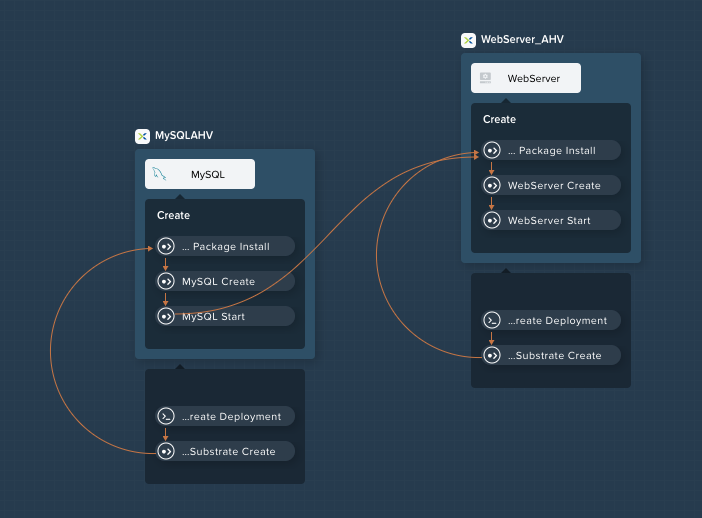 MySQLAHV
MySQL
Create
... Package Install
MySQL Create
MySQL Start
...reate Deployment
...Substrate Create
WebServer_AHV
WebServer
Create
... Package Install
WebServer Create
WebServer Start
...reate Deployment
...Substrate Create